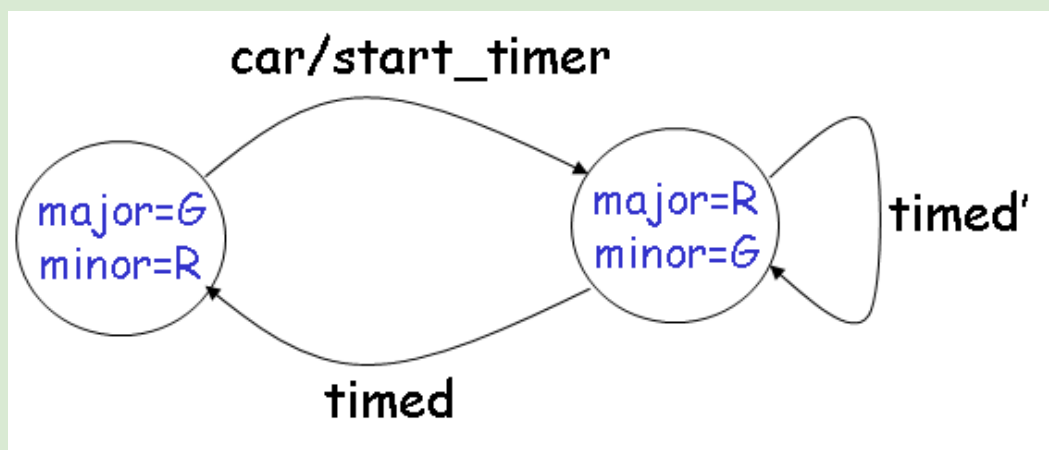 car/start_timer
major=G
minor=R
major=R
minor=G
timed'
timed